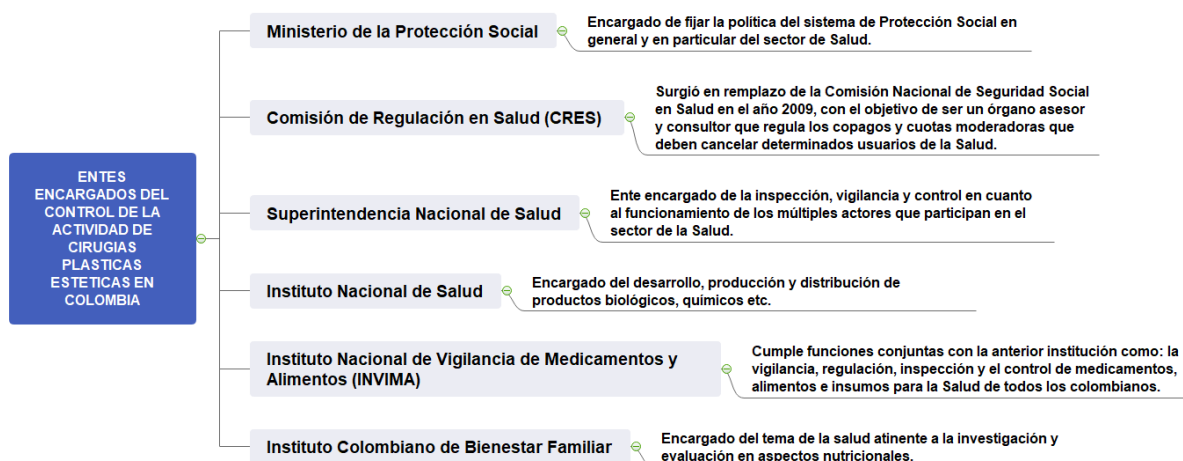 ENTES
ENCARGADOS DEL
CONTROL DE LA
ACTIVIDAD DE
CIRUGIAS
PLASTICAS
ESTETICAS EN
COLOMBIA
Ministerio de la Protección Social
Encargado de fijar la política del sistema de Protección Social en
general y en particular del sector de Salud.
Comisión de Regulación en Salud (CRES)
Surgió en remplazo de la Comisión Nacional de Seguridad Social
en Salud en el año 2009, con el objetivo de ser un órgano asesor
y consultor que regula los copagos y cuotas moderadoras que
deben cancelar determinados usuarios de la Salud.
Superintendencia Nacional de Salud
Ente encargado de la inspección, vigilancia y control en cuanto
al funcionamiento de los múltiples actores que participan en el
sector de la Salud.
Instituto Nacional de Salud
Encargado del desarrollo, producción y distribución de
productos biológicos, químicos etc.
Instituto Nacional de Vigilancia de Medicamentos y
Alimentos (INVIMA)
Cumple funciones conjuntas con la anterior institución como: la
vigilancia, regulación, inspección y el control de medicamentos,
alimentos e insumos para la Salud de todos los colombianos.
Instituto Colombiano de Bienestar Familiar
Encargado del tema de la salud atinente a la investigación y
evaluación en aspectos nutricionales.